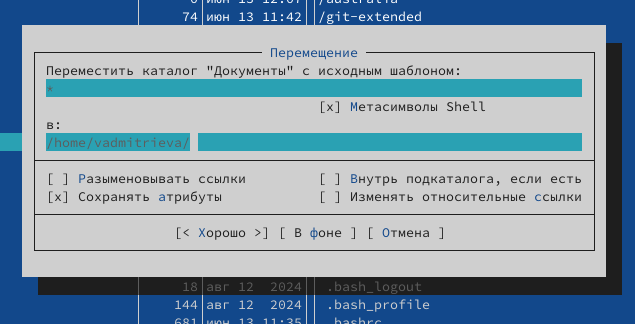 6 июн 13 12:07 /australia
74 июн 13 11:42 /git-extended
Перемещение
Переместить каталог "Документы" с исходным шаблоном:
*
[x] Метасимволы Shell
в:
/home/vadmitrieva/
[ ] Разыменовывать ссылки [ ] Внутрь подкаталога, если есть
[x] Сохранять атрибуты [ ] Изменять относительные ссылки
[< Хорошо >] [ В фоне ] [ Отмена ]
18 авг 12 2024 .bash_logout
144 авг 12 2024 .bash_profile
681 июн 13 11:35 .bashrc